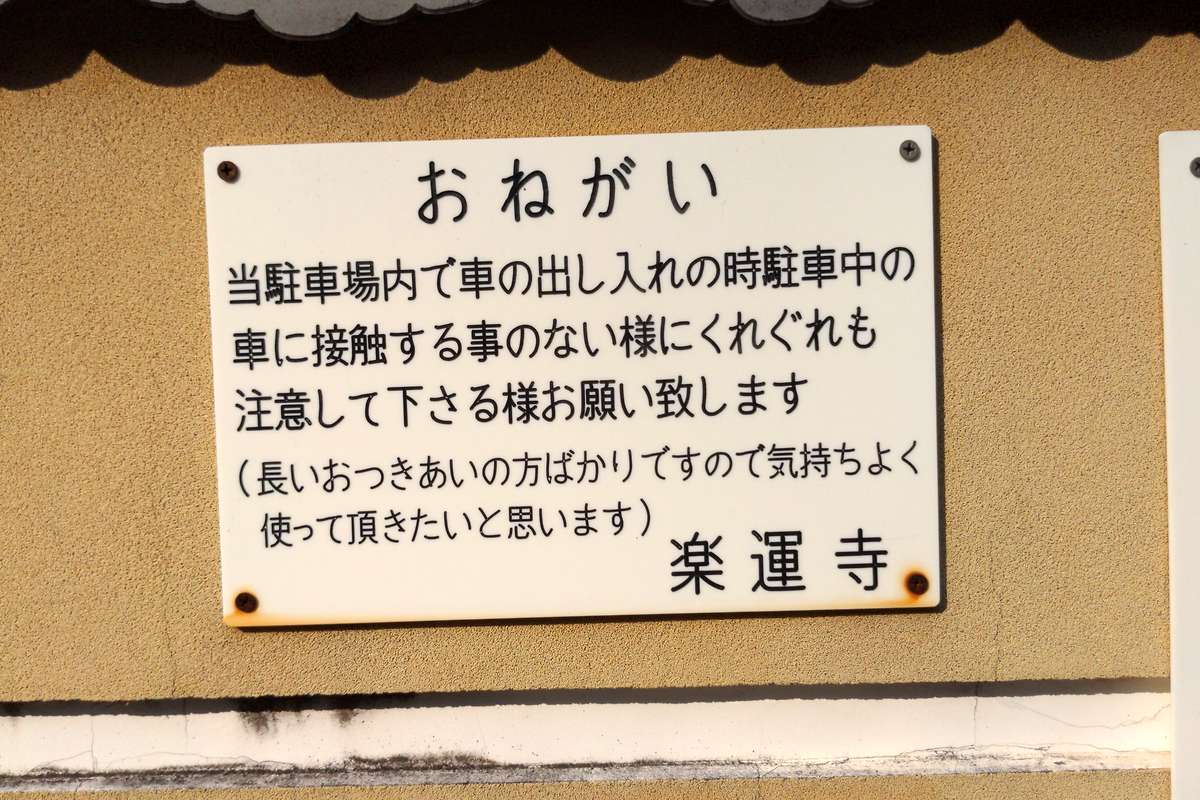 おねがい
当駐車場内で車の出し入れの時駐車中の
車に接触する事のない様にくれぐれも
注意して下さる様お願い致します
(長いおつきあいの方ばかりですので気持ちよく
使って頂きたいと思います)
楽運寺